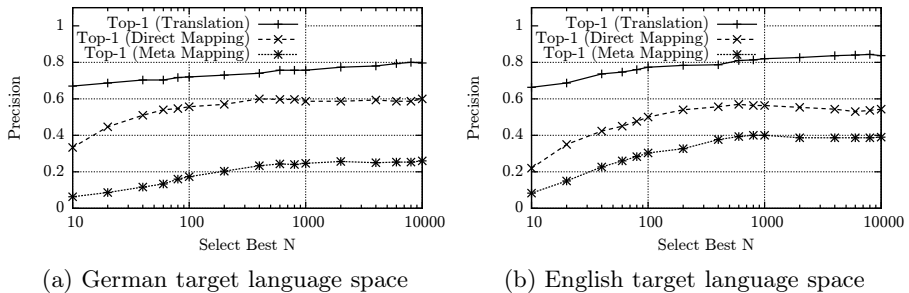 Top-1 (Translation)
Top-1 (Direct Mapping)
Top-1 (Meta Mapping)
1
0.8
0.6
0.4
0.2
0
Precision
10
100
1000
10000
Select Best N
(a) German target language space
Top-1 (Translation)
Top-1 (Direct Mapping)
Top-1 (Meta Mapping)
1
0.8
0.6
0.4
0.2
0
Precision
10
100
1000
10000
Select Best N
(b) English target language space